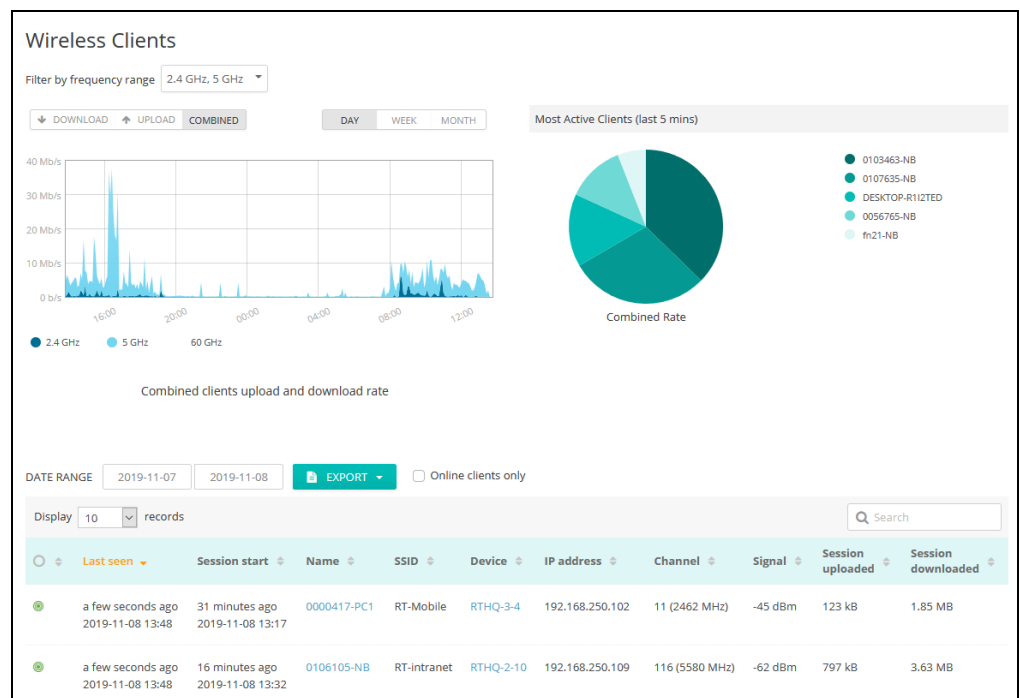 Wireless Clients
Filter by frequency range 2.4 GHz, 5 GHz
DOWNLOAD UPLOAD COMBINED DAY WEEK MONTH
Most Active Clients (last 5 mins)
40 Mb/s
30 Mb/s
20 Mb/s
10 Mb/s
0 b/s
16:00 20:00 00:00 04:00 08:00 12:00
2.4 GHz 5 GHz 60 GHz
Combined clients upload and download rate
0103463-NB
0107635-NB
DESKTOP-R1I2TED
0056765-NB
fn21-NB
Combined Rate
DATE RANGE 2019-11-07 2019-11-08 EXPORT Online clients only
Display 10 records Search
Last seen Session start Name SSID Device IP address Channel Signal Session uploaded Session downloaded
a few seconds ago 31 minutes ago 0000417-PC1 RT-Mobile RTHQ-3-4 192.168.250.102 11 (2462 MHz) -45 dBm 123 kB 1.85 MB
2019-11-08 13:48 2019-11-08 13:17
a few seconds ago 16 minutes ago 0106105-NB RT-intranet RTHQ-2-10 192.168.250.109 116 (5580 MHz) -62 dBm 797 kB 3.63 MB
2019-11-08 13:48 2019-11-08 13:32